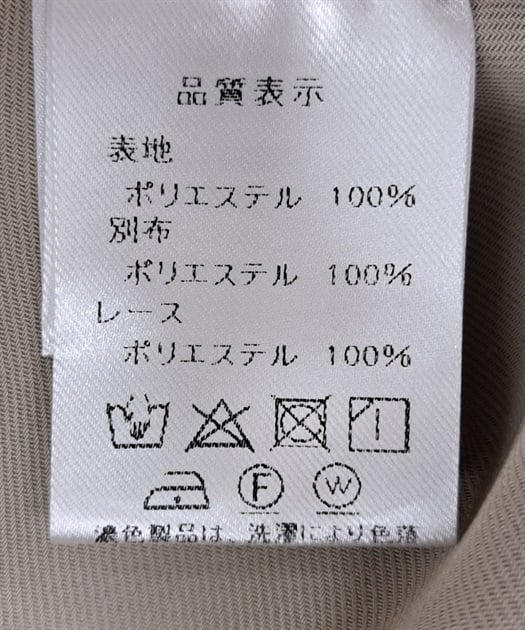 品質表示
表地
ポリエステル 100%
別布
ポリエステル 100%
レース
ポリエステル 100%
F W
濃色製品は、洗濯により色落